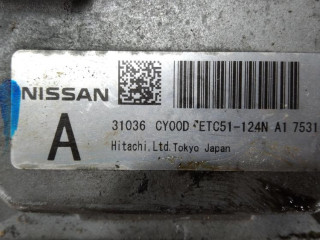 NISSAN
A
31036 CY00D ETC51-124N A1 7531
Hitachi.Ltd.Tokyo Japan